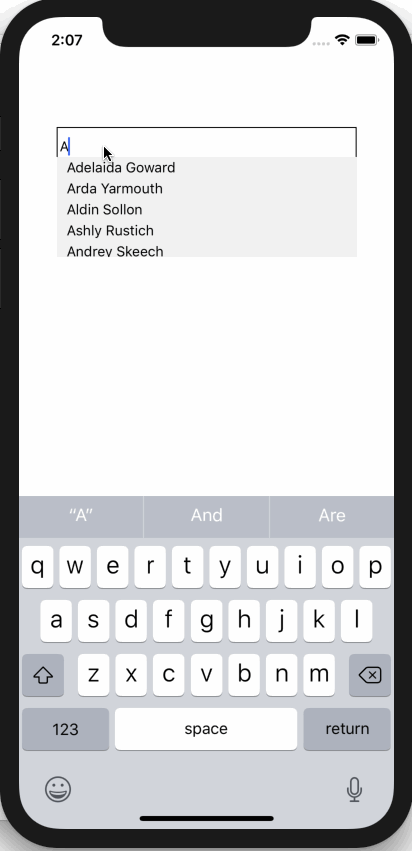 2:07
A
Adelaida Goward
Arda Yarmouth
Aldin Sollon
Ashly Rustich
Andrey Skeech
“A” And Are
q w e r t y u i o p
a s d f g h j k l
z x c v b n m
123 space return